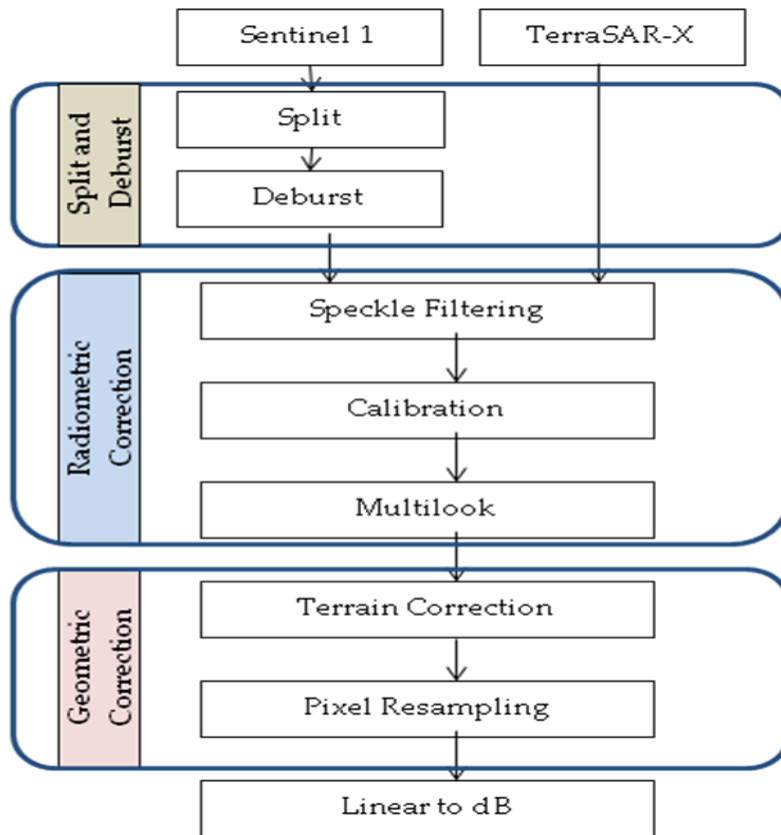 Sentinel 1
TerraSAR-X
Split and
Deburst
Split
Deburst
Radiometric
Correction
Speckle Filtering
Calibration
Multilook
Geometric
Correction
Terrain Correction
Pixel Resampling
Linear to dB